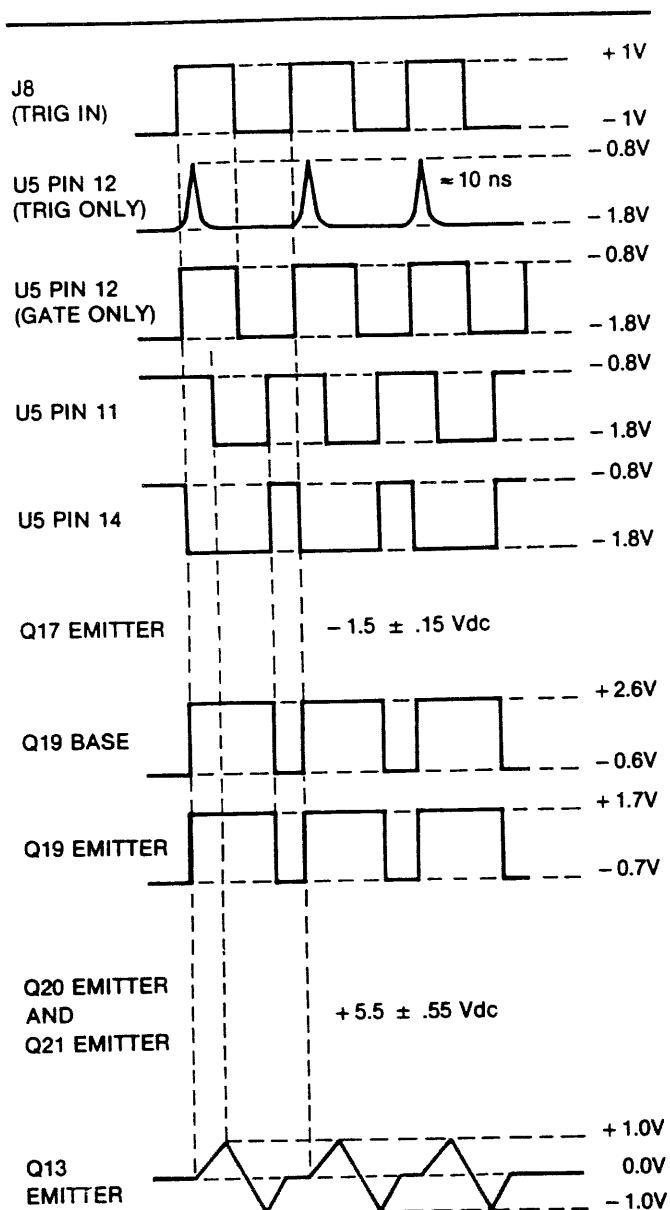 + 1V
J8
(TRIG IN)
− 1V
− 0.8V
U5 PIN 12
(TRIG ONLY)
≈ 10 ns
− 1.8V
− 0.8V
U5 PIN 12
(GATE ONLY)
− 1.8V
− 0.8V
U5 PIN 11
− 1.8V
− 0.8V
U5 PIN 14
− 1.8V
Q17 EMITTER
− 1.5 ± .15 Vdc
+ 2.6V
Q19 BASE
− 0.6V
+ 1.7V
Q19 EMITTER
− 0.7V
Q20 EMITTER
AND
Q21 EMITTER
+ 5.5 ± .55 Vdc
+ 1.0V
Q13
EMITTER
0.0V
− 1.0V